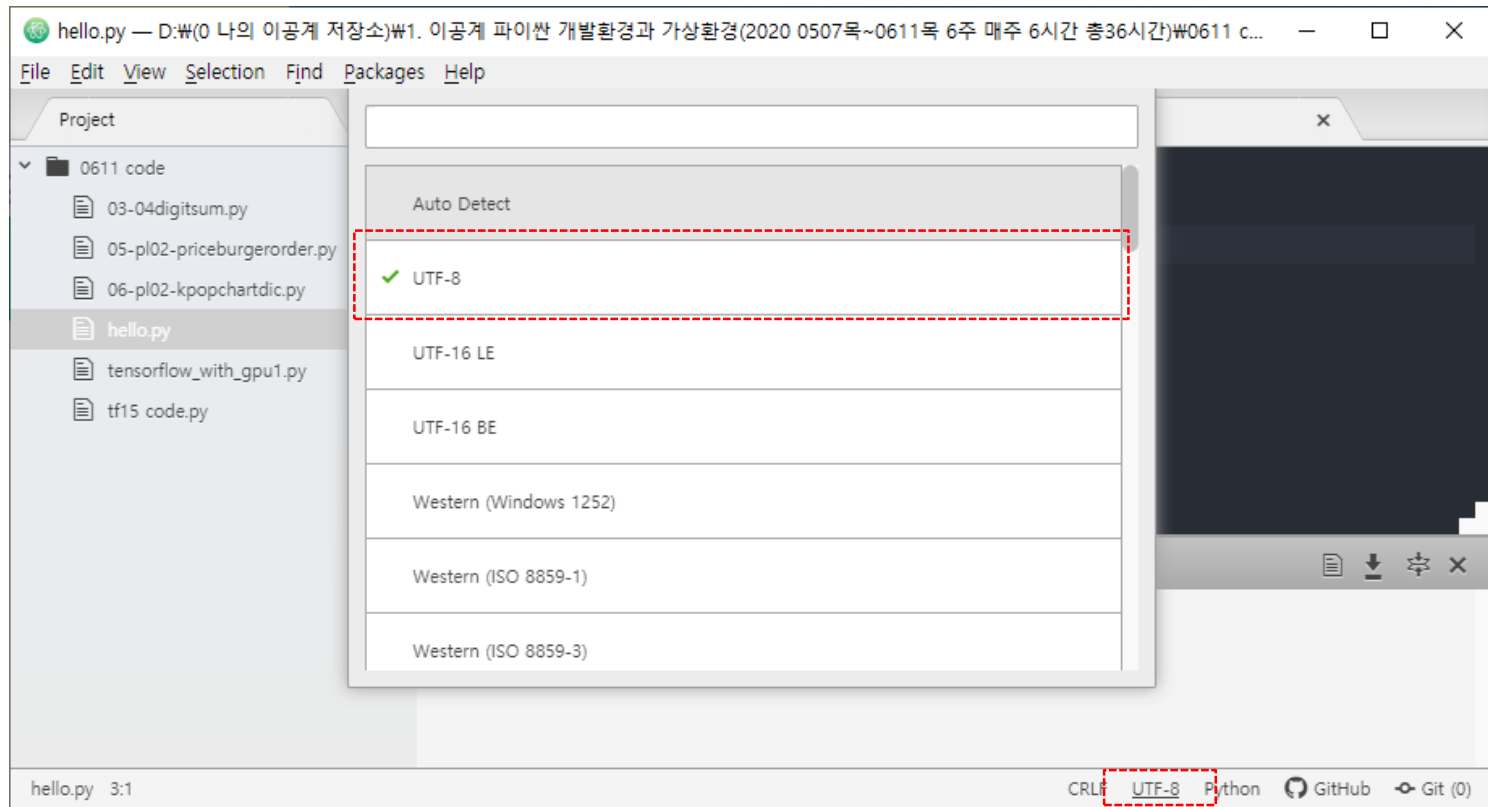 hello.py — D:₩(0 나의 이공계 저장소)₩1. 이공계 파이썬 개발환경과 가상환경(2020 0507목~0611목 6주 매주 6시간 총36시간)₩0611 c...
File Edit View Selection Find Packages Help
Project
0611 code
03-04digitsum.py
05-pl02-priceburgerorder.py
06-pl02-kpopchartdic.py
hello.py
tensorflow_with_gpu1.py
tf15 code.py
Auto Detect
UTF-8
UTF-16 LE
UTF-16 BE
Western (Windows 1252)
Western (ISO 8859-1)
Western (ISO 8859-3)
hello.py 3:1 CRLF UTF-8 Python GitHub Git (0)